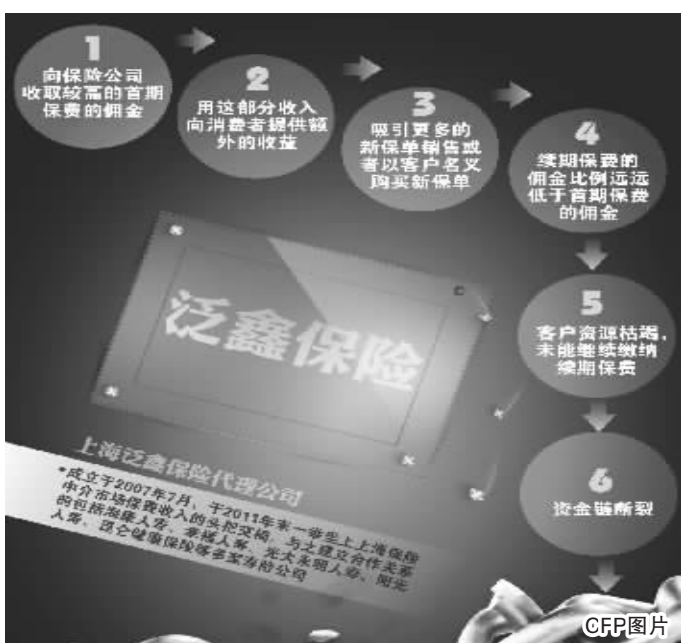 1
向保险公司
收取较高的首期
保费的佣金
2
用这部分收入
向消费者提供额
外的收益
3
吸引更多的
新保单销售或
者以客户名义
购买新保单
4
续期保费的
佣金比例远远
低于首期保费
的佣金
5
客户资源枯竭,
未能继续缴纳
续期保费
6
资金链断裂
泛鑫保险
上海泛鑫保险代理公司
•成立于2007年7月,于2011年末一举坐上上海保险
中介市场保费收入的头把交椅,与之建立合作关系
的包括海康人寿、幸福人寿、光大永明人寿、阳光
人寿、昆仑健康保险等多家寿险公司
CFP图片